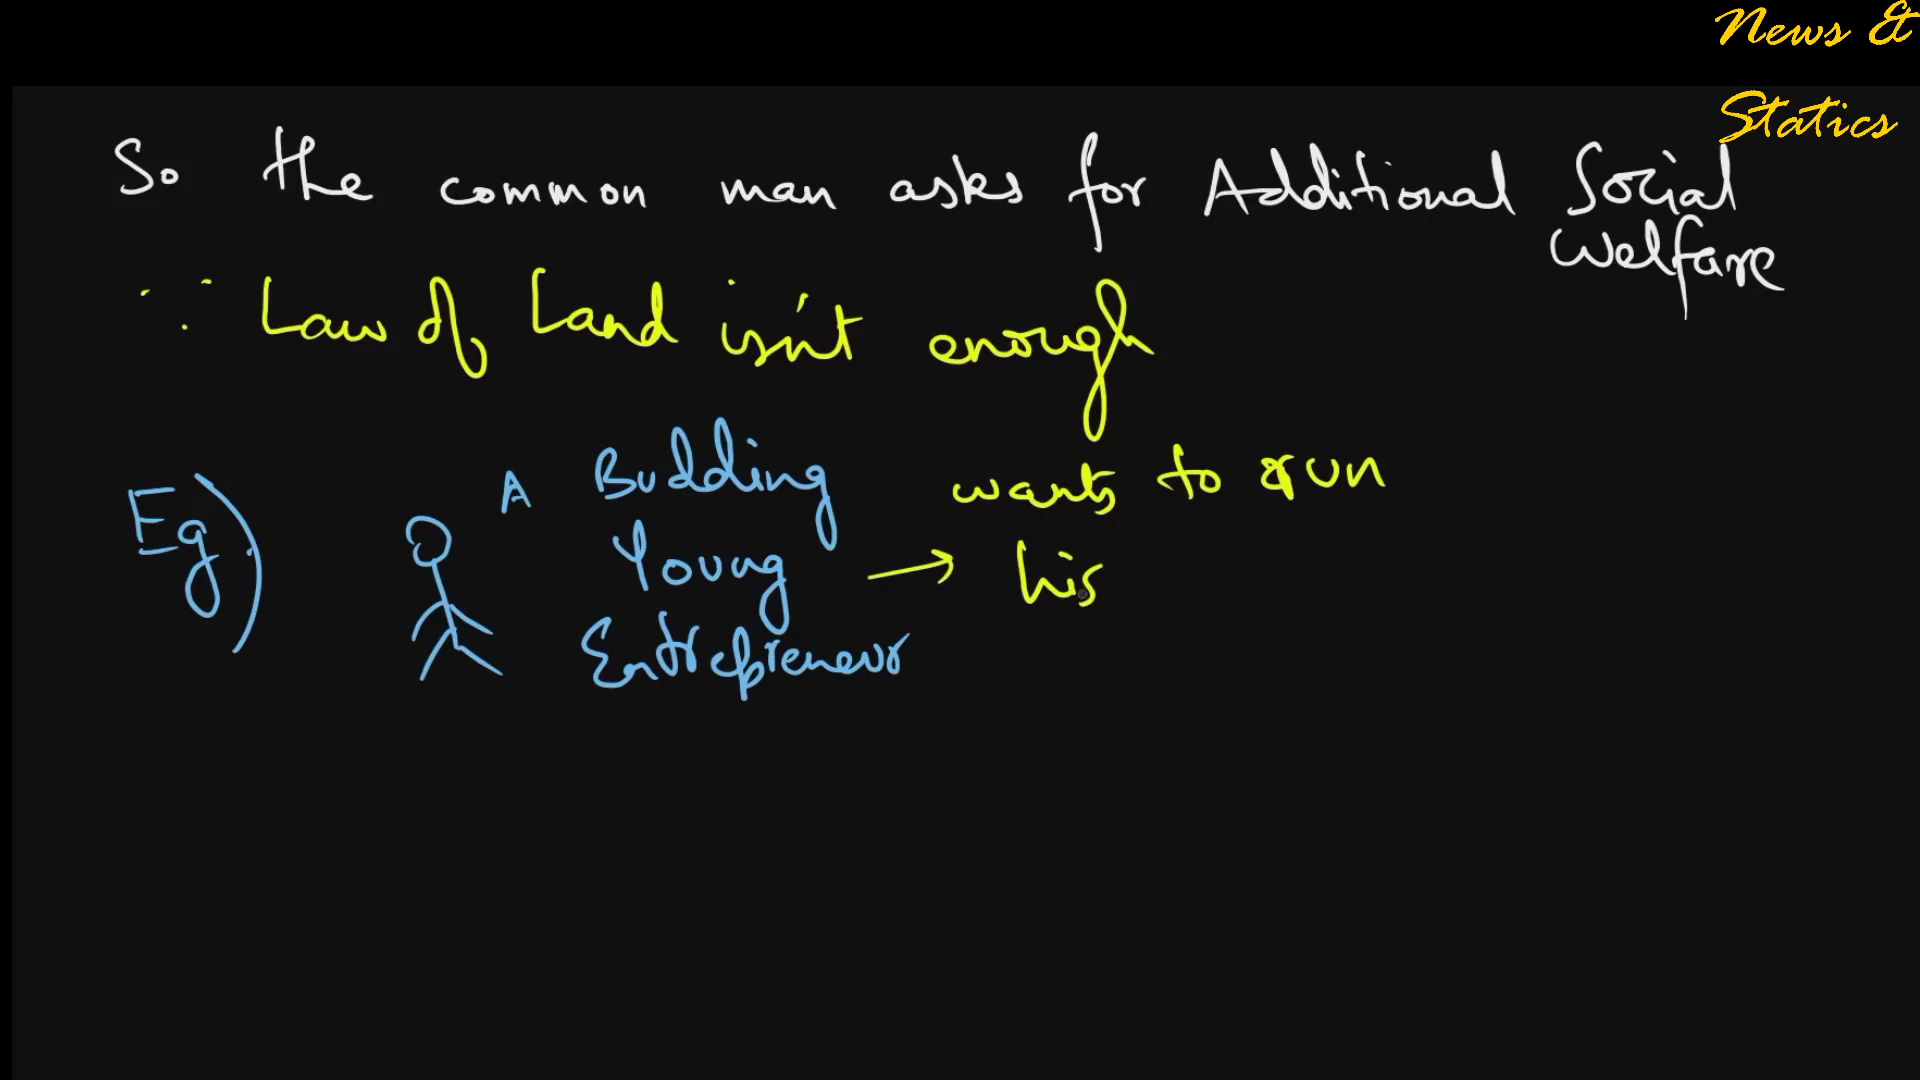 News &
Statics
So the common man asks for Additional Social
Welfare
∵ Law of Land isn't enough
Eg) A Budding wants to run
Young → his
Entrepreneur